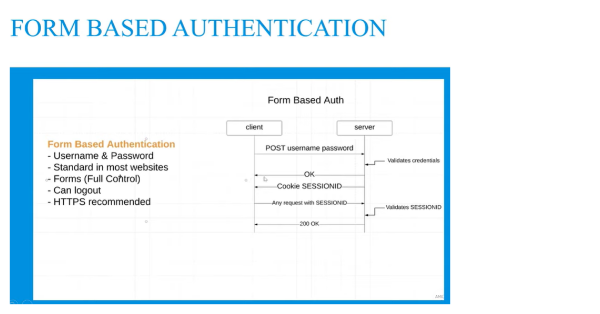 FORM BASED AUTHENTICATION
Form Based Auth
client
server
Form Based Authentication
- Username & Password
- Standard in most websites
- Forms (Full Control)
- Can logout
- HTTPS recommended
POST username password
Validates credentials
OK
Cookie SESSIONID
Any request with SESSIONID
Validates SESSIONID
200 OK